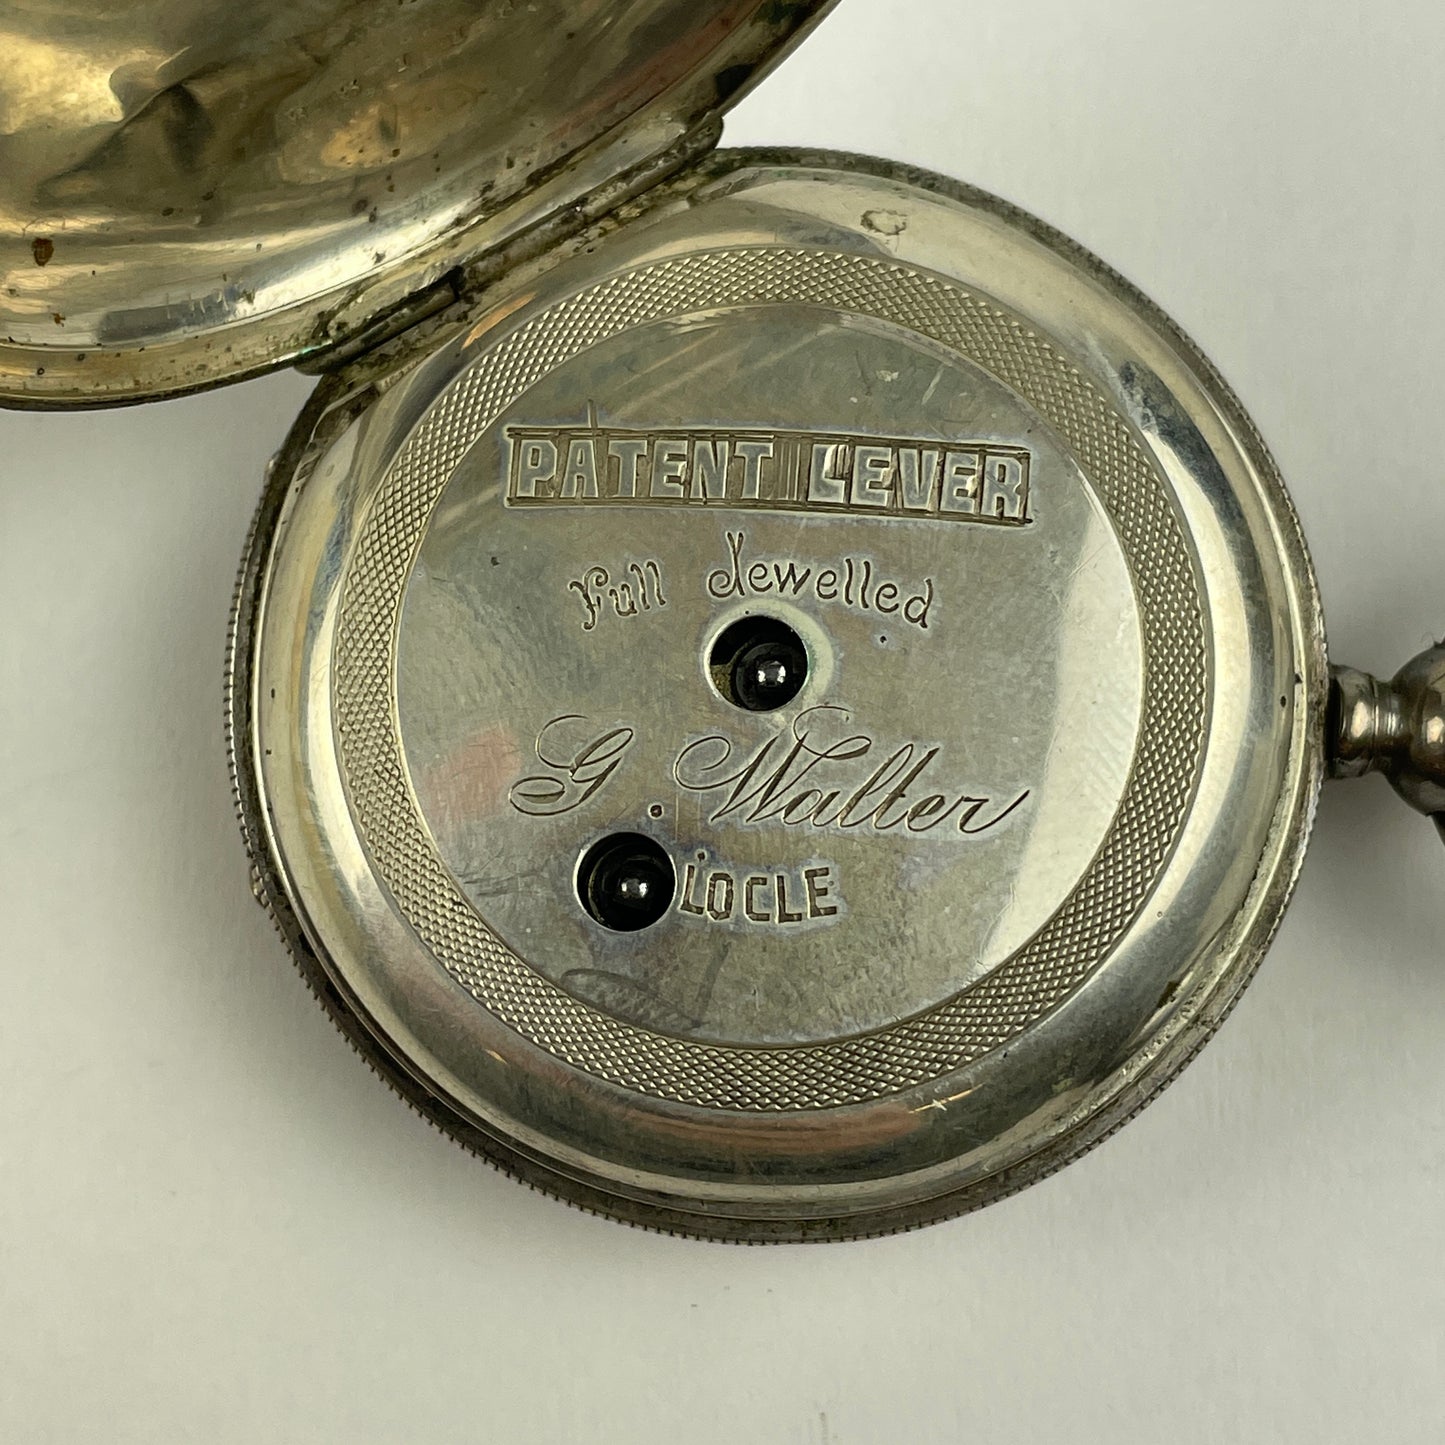 PATENT LEVER
Full Jewelled
G. Walter
LOCLE